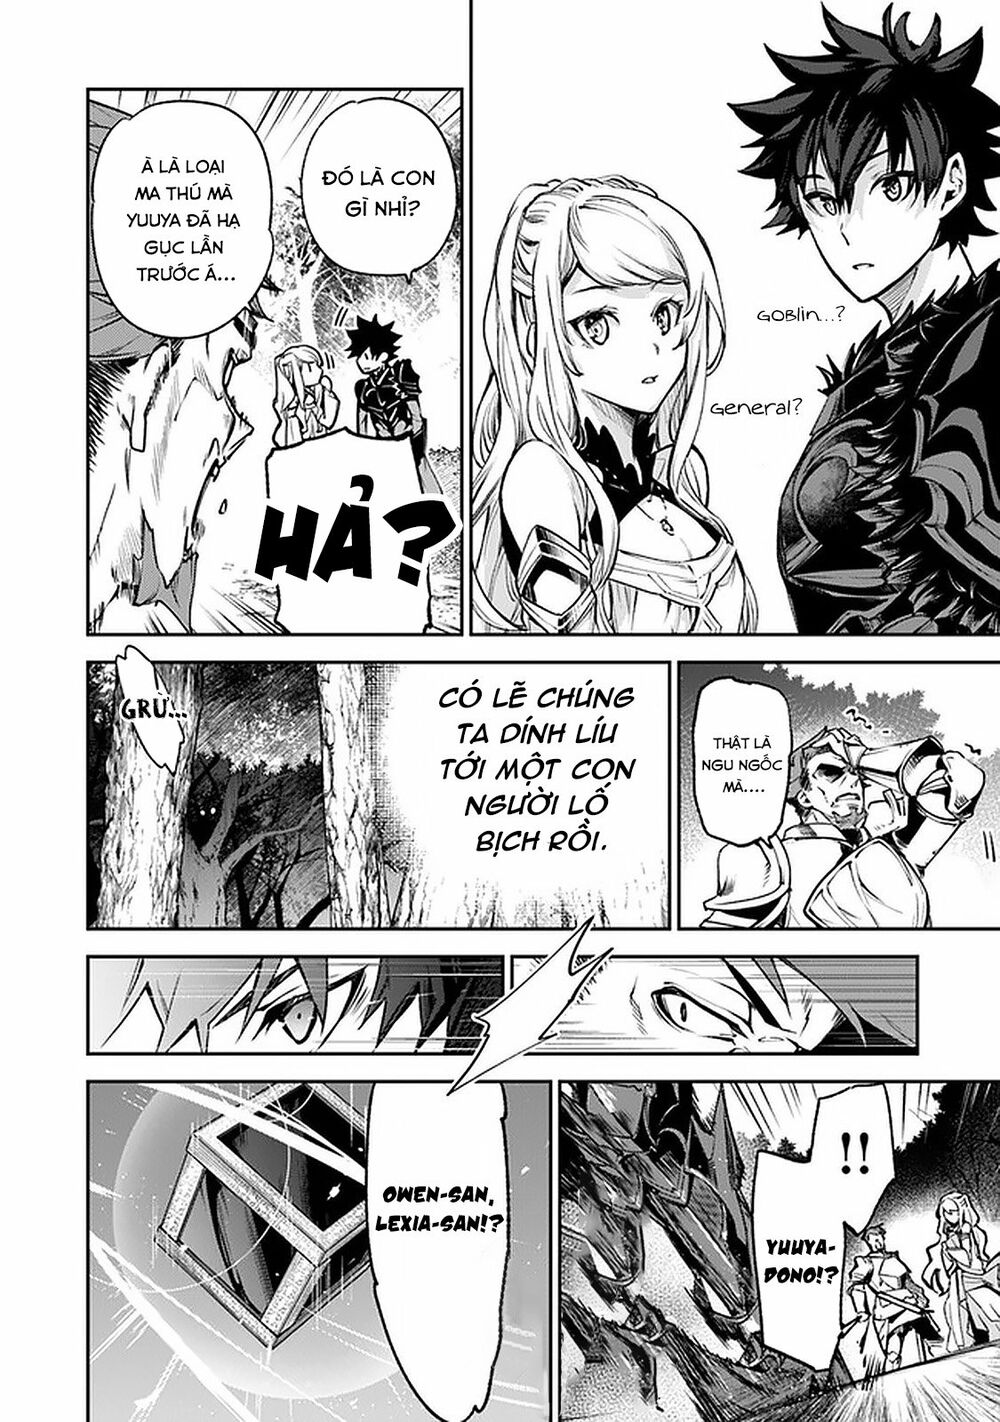 GOBLIN...?
GENERAL?
ĐÓ LÀ CON
GÌ NHỈ?
À LÀ LOẠI
MA THÚ MÀ
YUUYA ĐÃ HẠ
GỤC LẦN
TRƯỚC Á...
HẢ?
THẬT LÀ
NGU NGỐC
MÀ....
CÓ LẼ CHÚNG
TA DÍNH LÍU
TỚI MỘT CON
NGƯỜI LỐ
BỊCH RỒI.
GRỪ...
!!
YUUYA-
DONO!?
OWEN-SAN,
LEXIA-SAN!?